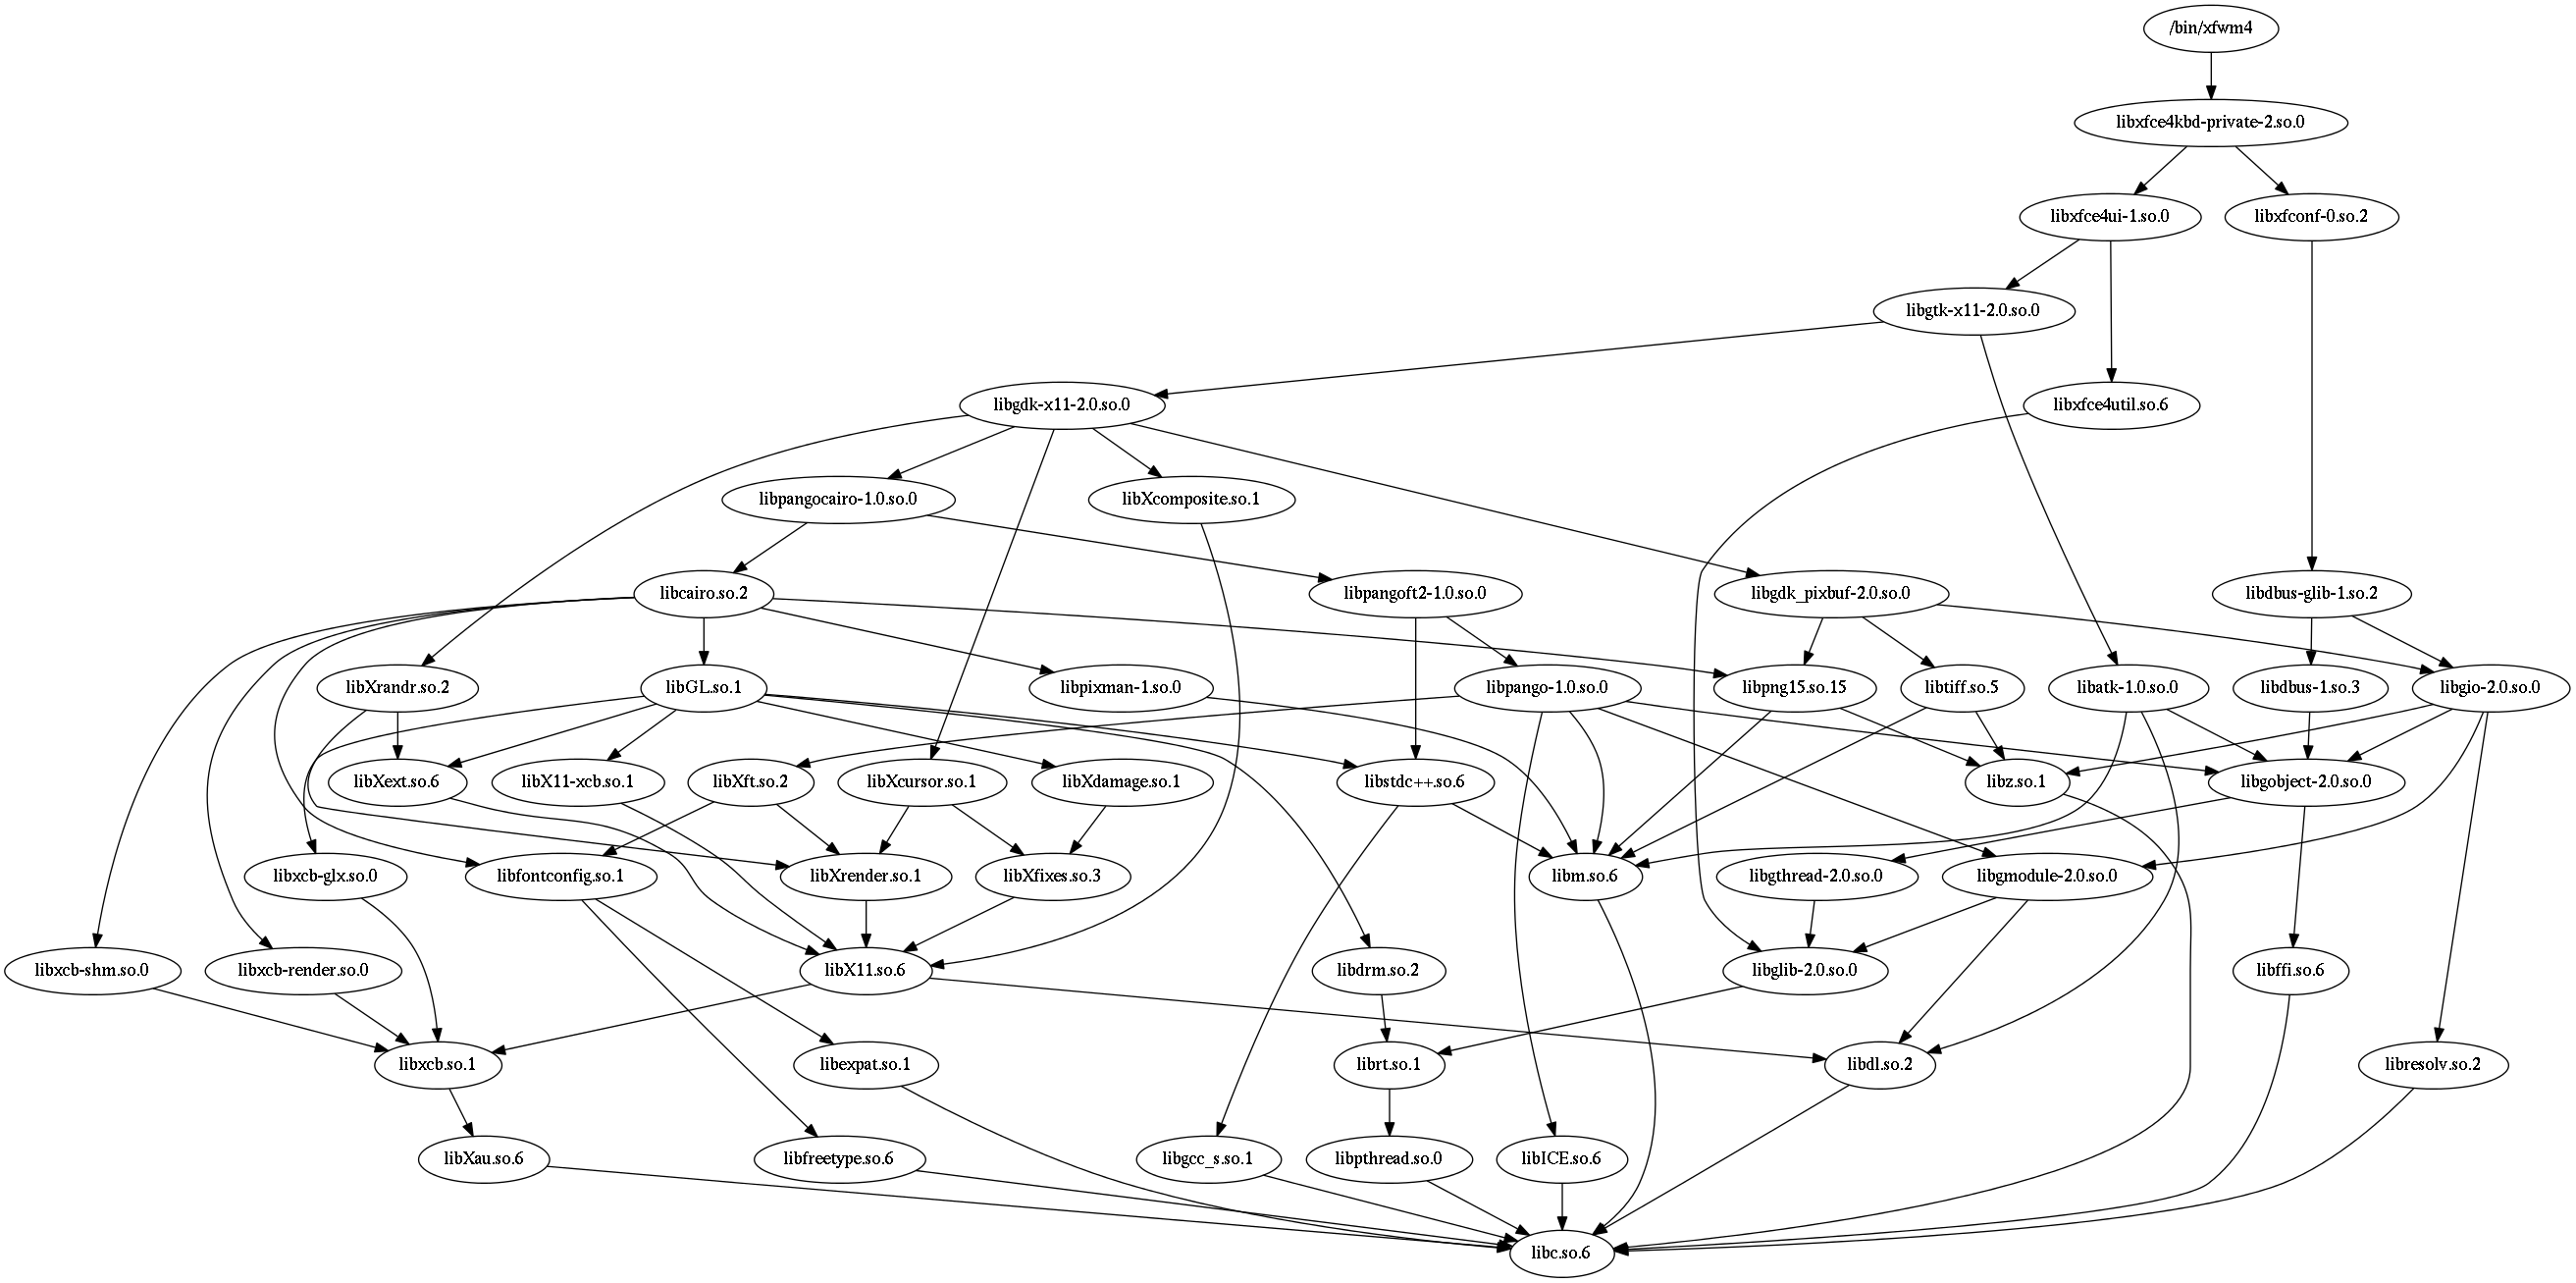 /bin/xfwm4
libxfce4kbd-private-2.so.0
libxfce4ui-1.so.0
libxfconf-0.so.2
libgtk-x11-2.0.so.0
libgdk-x11-2.0.so.0
libxfce4util.so.6
libpangocairo-1.0.so.0
libXcomposite.so.1
libcairo.so.2
libpangoft2-1.0.so.0
libgdk_pixbuf-2.0.so.0
libdbus-glib-1.so.2
libXrandr.so.2
libGL.so.1
libpixman-1.so.0
libpango-1.0.so.0
libpng15.so.15
libtiff.so.5
libatk-1.0.so.0
libdbus-1.so.3
libgio-2.0.so.0
libXext.so.6
libX11-xcb.so.1
libXft.so.2
libXcursor.so.1
libXdamage.so.1
libstdc++.so.6
libz.so.1
libgobject-2.0.so.0
libxcb-glx.so.0
libfontconfig.so.1
libXrender.so.1
libXfixes.so.3
libm.so.6
libgthread-2.0.so.0
libgmodule-2.0.so.0
libxcb-shm.so.0
libxcb-render.so.0
libX11.so.6
libdrm.so.2
libglib-2.0.so.0
libffi.so.6
libxcb.so.1
libexpat.so.1
librt.so.1
libdl.so.2
libresolv.so.2
libXau.so.6
libfreetype.so.6
libgcc_s.so.1
libpthread.so.0
libICE.so.6
libc.so.6